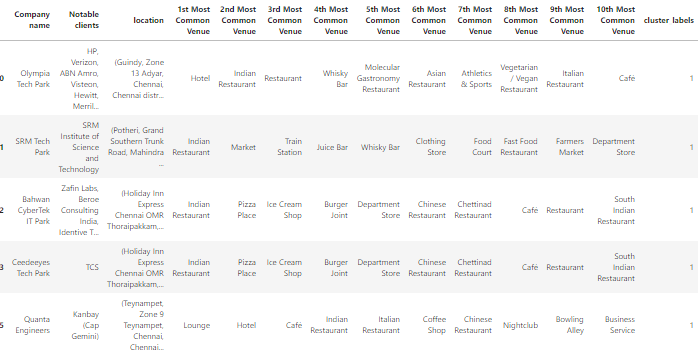 Company name Notable clients location 1st Most Common Venue 2nd Most Common Venue 3rd Most Common Venue 4th Most Common Venue 5th Most Common Venue 6th Most Common Venue 7th Most Common Venue 8th Most Common Venue 9th Most Common Venue 10th Most Common Venue cluster labels
0 Olympia Tech Park HP, Verizon, ABN Amro, Visteon, Hewitt, Merril... (Guindy, Zone 13 Adyar, Chennai, Chennai distr... Hotel Indian Restaurant Restaurant Whisky Bar Molecular Gastronomy Restaurant Asian Restaurant Athletics & Sports Vegetarian / Vegan Restaurant Italian Restaurant Café 1
1 SRM Tech Park SRM Institute of Science and Technology (Potheri, Grand Southern Trunk Road, Mahindra ... Indian Restaurant Market Train Station Juice Bar Whisky Bar Clothing Store Food Court Fast Food Restaurant Farmers Market Department Store 1
2 Bahwan CyberTek IT Park Zafin Labs, Beroe Consulting India, Identive T... (Holiday Inn Express Chennai OMR Thoraipakkam,... Indian Restaurant Pizza Place Ice Cream Shop Burger Joint Department Store Chinese Restaurant Chettinad Restaurant Café Restaurant South Indian Restaurant 1
3 Ceedeeyes Tech Park TCS (Holiday Inn Express Chennai OMR Thoraipakkam,... Indian Restaurant Pizza Place Ice Cream Shop Burger Joint Department Store Chinese Restaurant Chettinad Restaurant Café Restaurant South Indian Restaurant 1
5 Quanta Engineers Kanbay (Cap Gemini) (Teynampet, Zone 9 Teynampet, Chennai, Chennai... Lounge Hotel Café Indian Restaurant Italian Restaurant Coffee Shop Chinese Restaurant Nightclub Bowling Alley Business Service 1